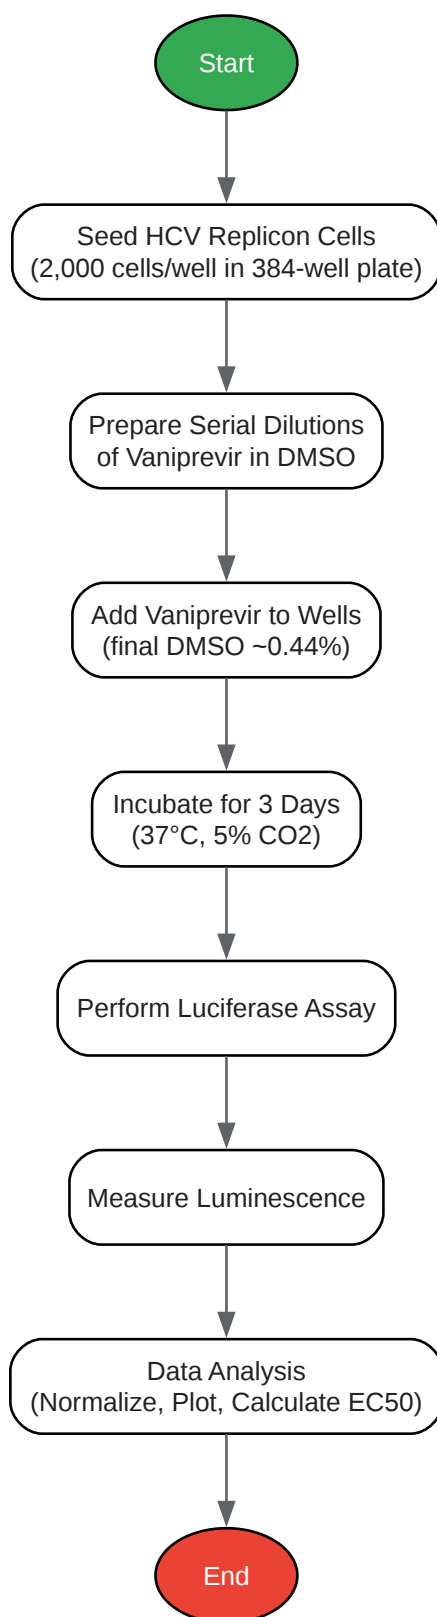 Start
Seed HCV Replicon Cells
(2,000 cells/well in 384-well plate)
Prepare Serial Dilutions
of Vaniprevir in DMSO
Add Vaniprevir to Wells
(final DMSO ~0.44%)
Incubate for 3 Days
(37°C, 5% CO2)
Perform Luciferase Assay
Measure Luminescence
Data Analysis
(Normalize, Plot, Calculate EC50)
End